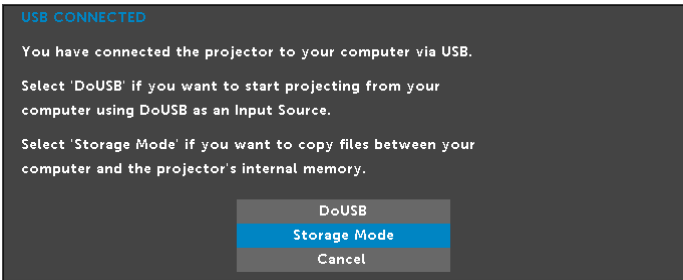 USB CONNECTED
You have connected the projector to your computer via USB.
Select 'DoUSB' if you want to start projecting from your
computer using DoUSB as an Input Source.
Select 'Storage Mode' if you want to copy files between your
computer and the projector's internal memory.
DoUSB
Storage Mode
Cancel